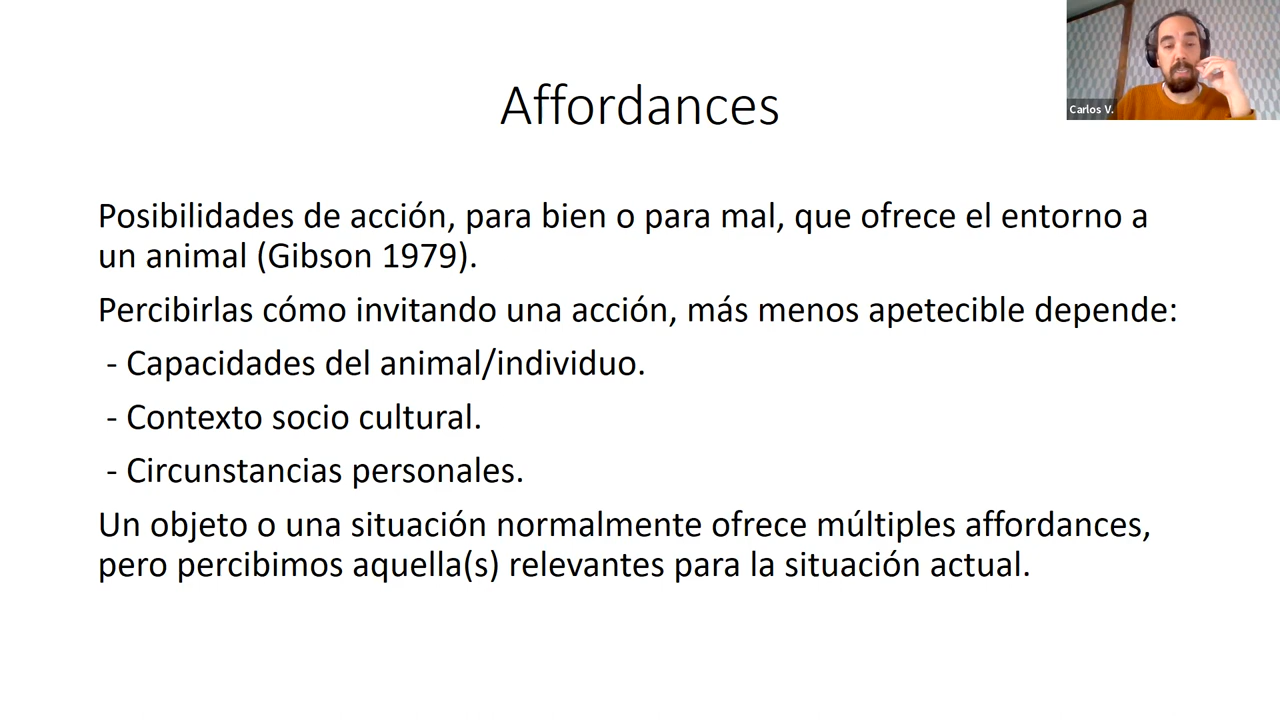 Affordances
Carlos V.
Posibilidades de acción, para bien o para mal, que ofrece el entorno a
un animal (Gibson 1979).
Percibirlas cómo invitando una acción, más menos apetecible depende:
- Capacidades del animal/individuo.
- Contexto socio cultural.
- Circunstancias personales.
Un objeto o una situación normalmente ofrece múltiples affordances,
pero percibimos aquella(s) relevantes para la situación actual.